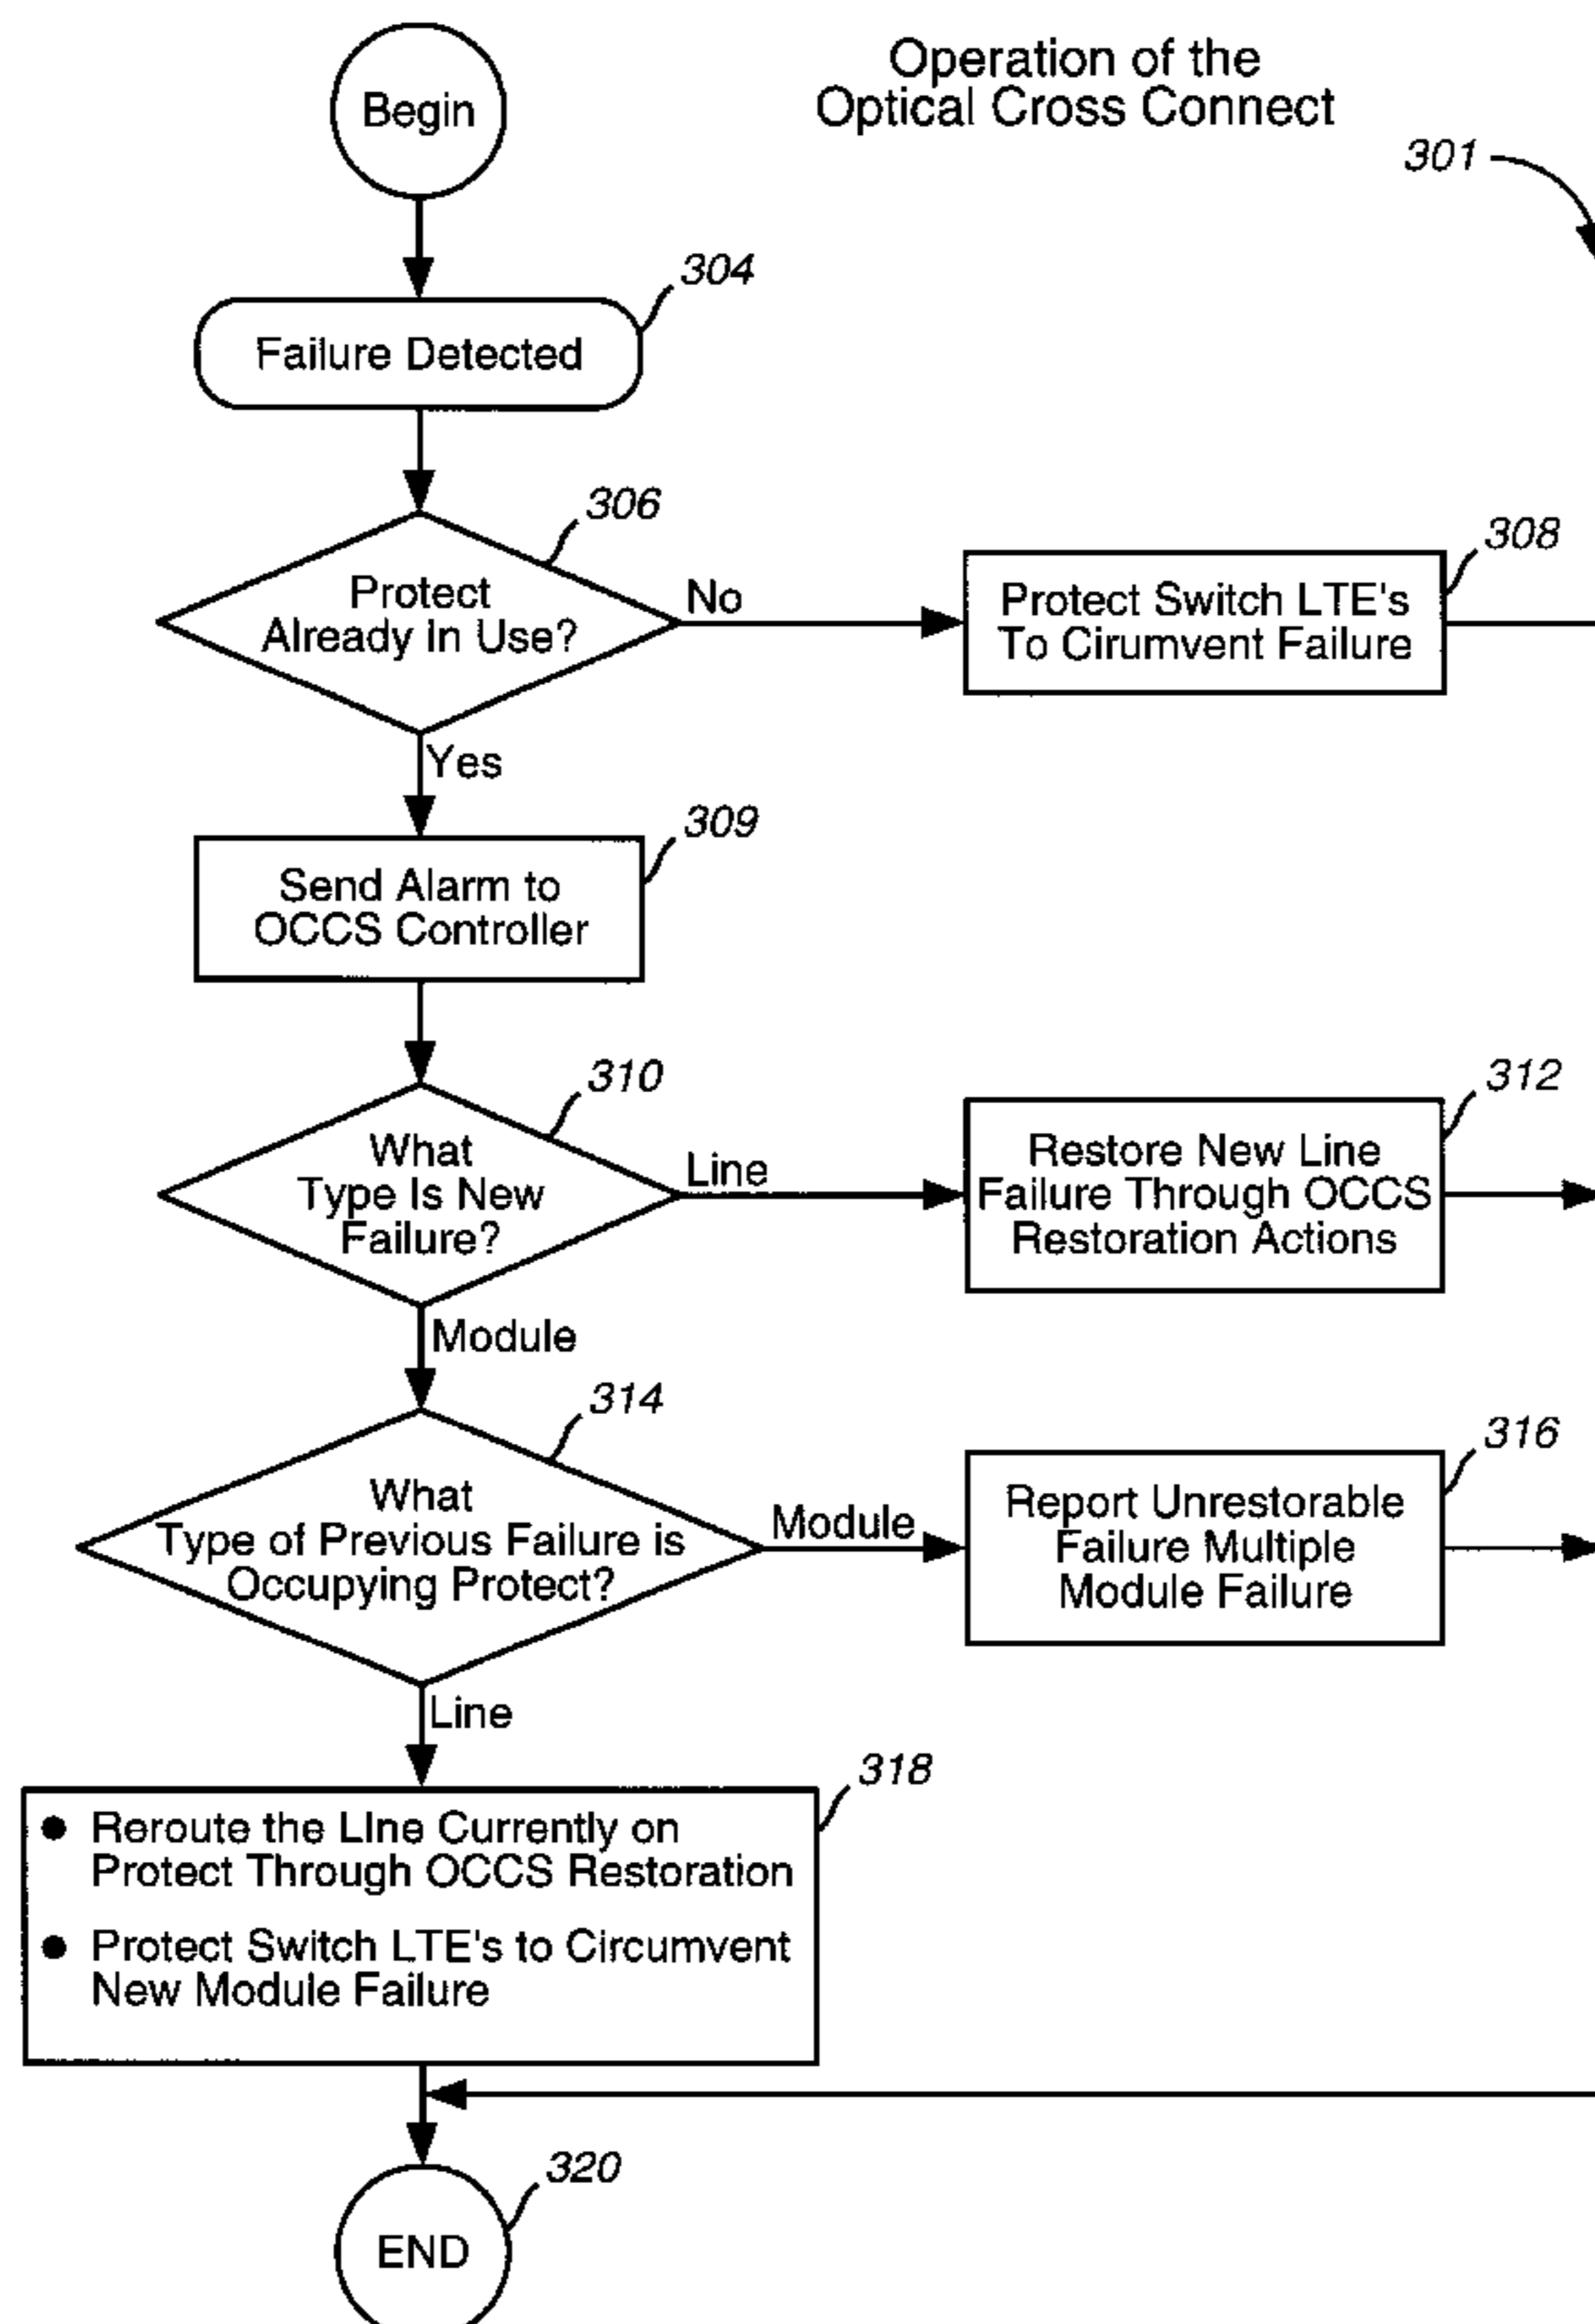 Operation of the
Optical Cross Connect
301
Begin
304
Failure Detected
306
Protect
Already In Use?
No
308
Protect Switch LTE's
To Cirumvent Failure
Yes
309
Send Alarm to
OCCS Controller
310
What
Type Is New
Failure?
Line
312
Restore New Line
Failure Through OCCS
Restoration Actions
Module
314
What
Type of Previous Failure is
Occupying Protect?
Module
316
Report Unrestorable
Failure Multiple
Module Failure
Line
318
● Reroute the LIne Currently on
Protect Through OCCS Restoration
● Protect Switch LTE's to Circumvent
New Module Failure
320
END